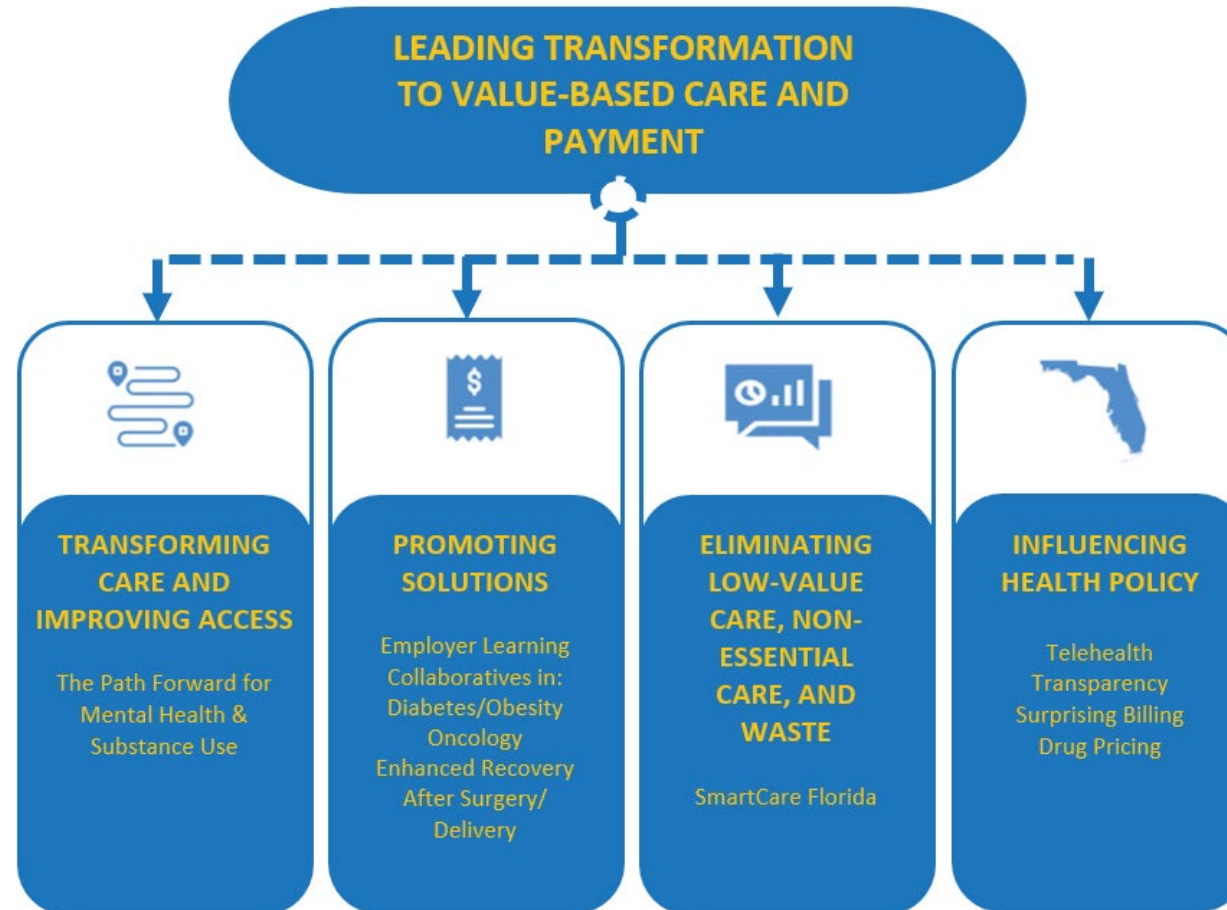 LEADING TRANSFORMATION
TO VALUE-BASED CARE AND
PAYMENT
$
TRANSFORMING
CARE AND
IMPROVING ACCESS
The Path Forward for
Mental Health &
Substance Use
PROMOTING
SOLUTIONS
Employer Learning
Collaboratives in:
Diabetes/Obesity
Oncology
Enhanced Recovery
After Surgery/
Delivery
ELIMINATING
LOW-VALUE
CARE, NON-
ESSENTIAL
CARE, AND
WASTE
SmartCare Florida
INFLUENCING
HEALTH POLICY
Telehealth
Transparency
Surprising Billing
Drug Pricing